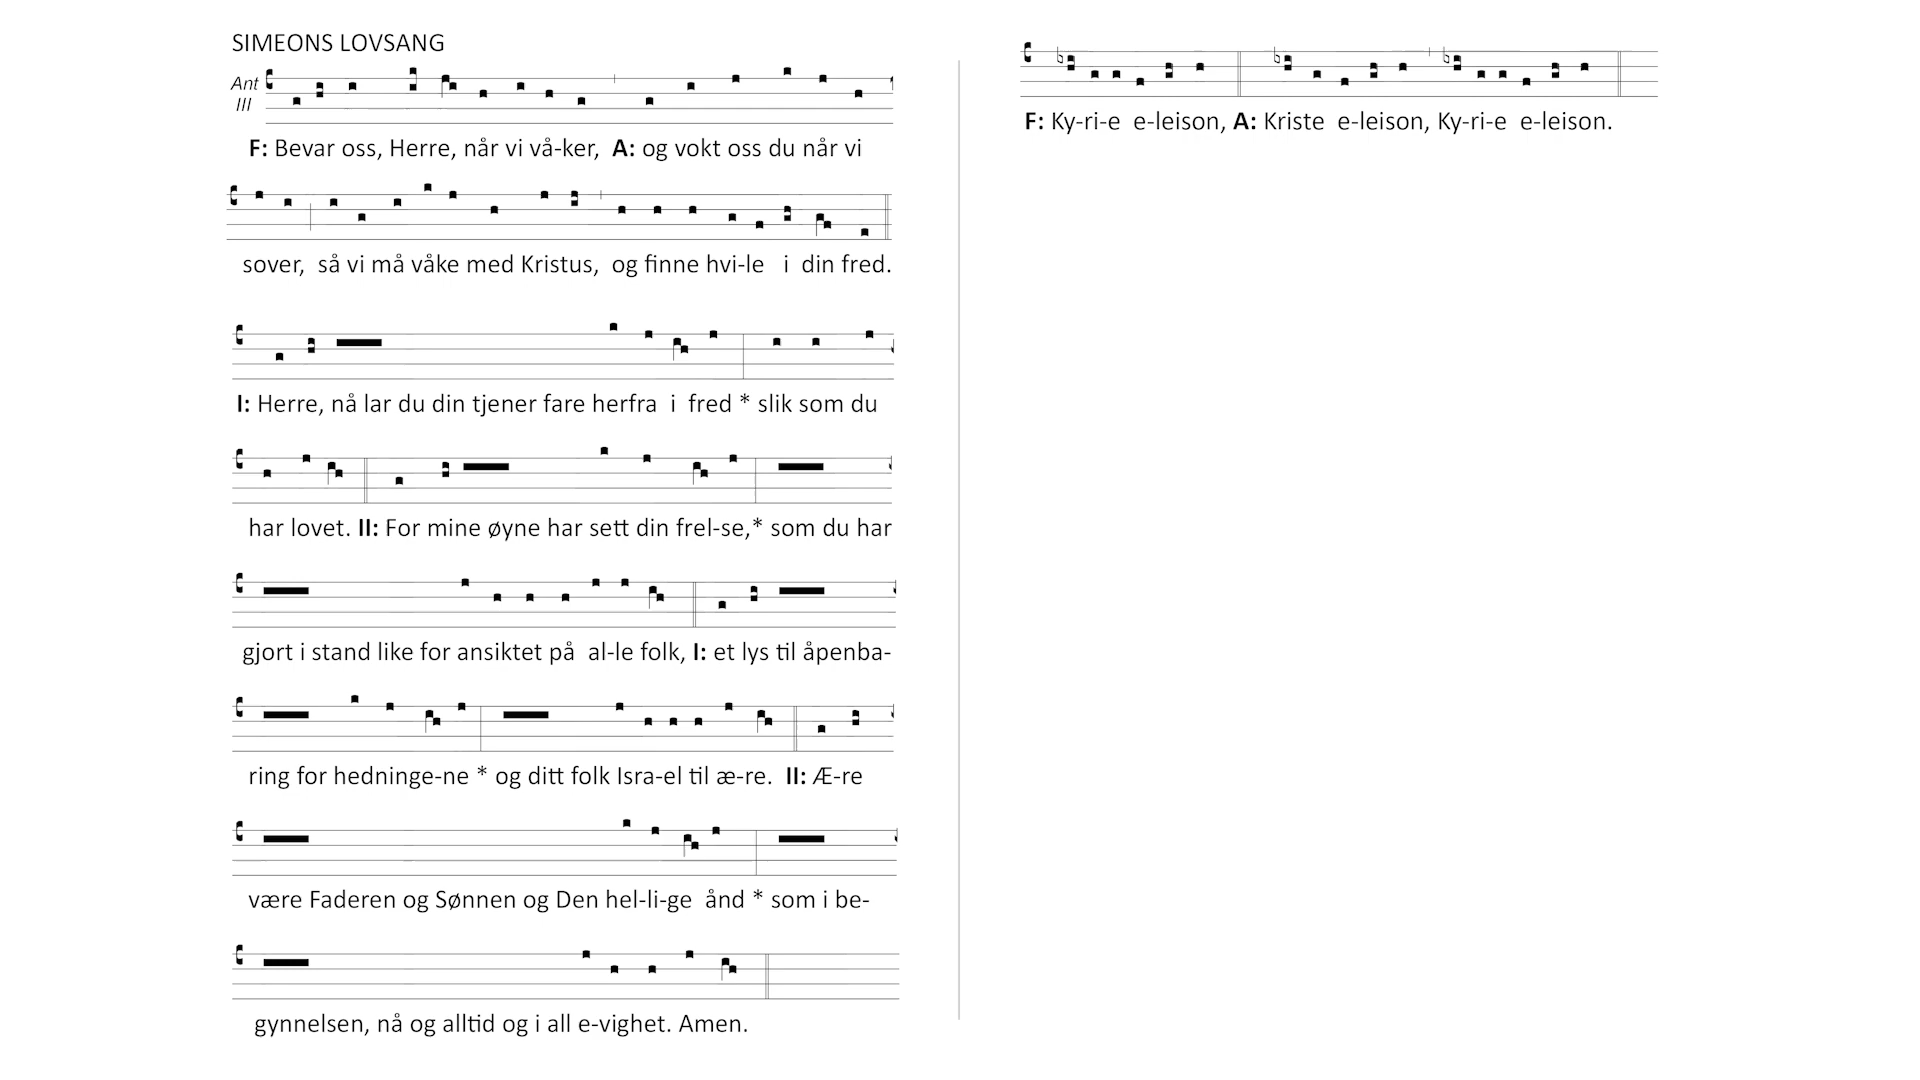 SIMEONS LOVSANG
Ant
III
F: Bevar oss, Herre, når vi vå-ker, A: og vokt oss du når vi
sover, så vi må våke med Kristus, og finne hvi-le i din fred.
I: Herre, nå lar du din tjener fare herfra i fred * slik som du
har lovet. II: For mine øyne har sett din frel-se,* som du har
gjort i stand like for ansiktet på al-le folk, I: et lys til åpenba-
ring for hedninge-ne * og ditt folk Isra-el til æ-re. II: Æ-re
være Faderen og Sønnen og Den hel-li-ge ånd * som i be-
gynnelsen, nå og alltid og i all e-vighet. Amen.
F: Ky-ri-e e-leison, A: Kriste e-leison, Ky-ri-e e-leison.